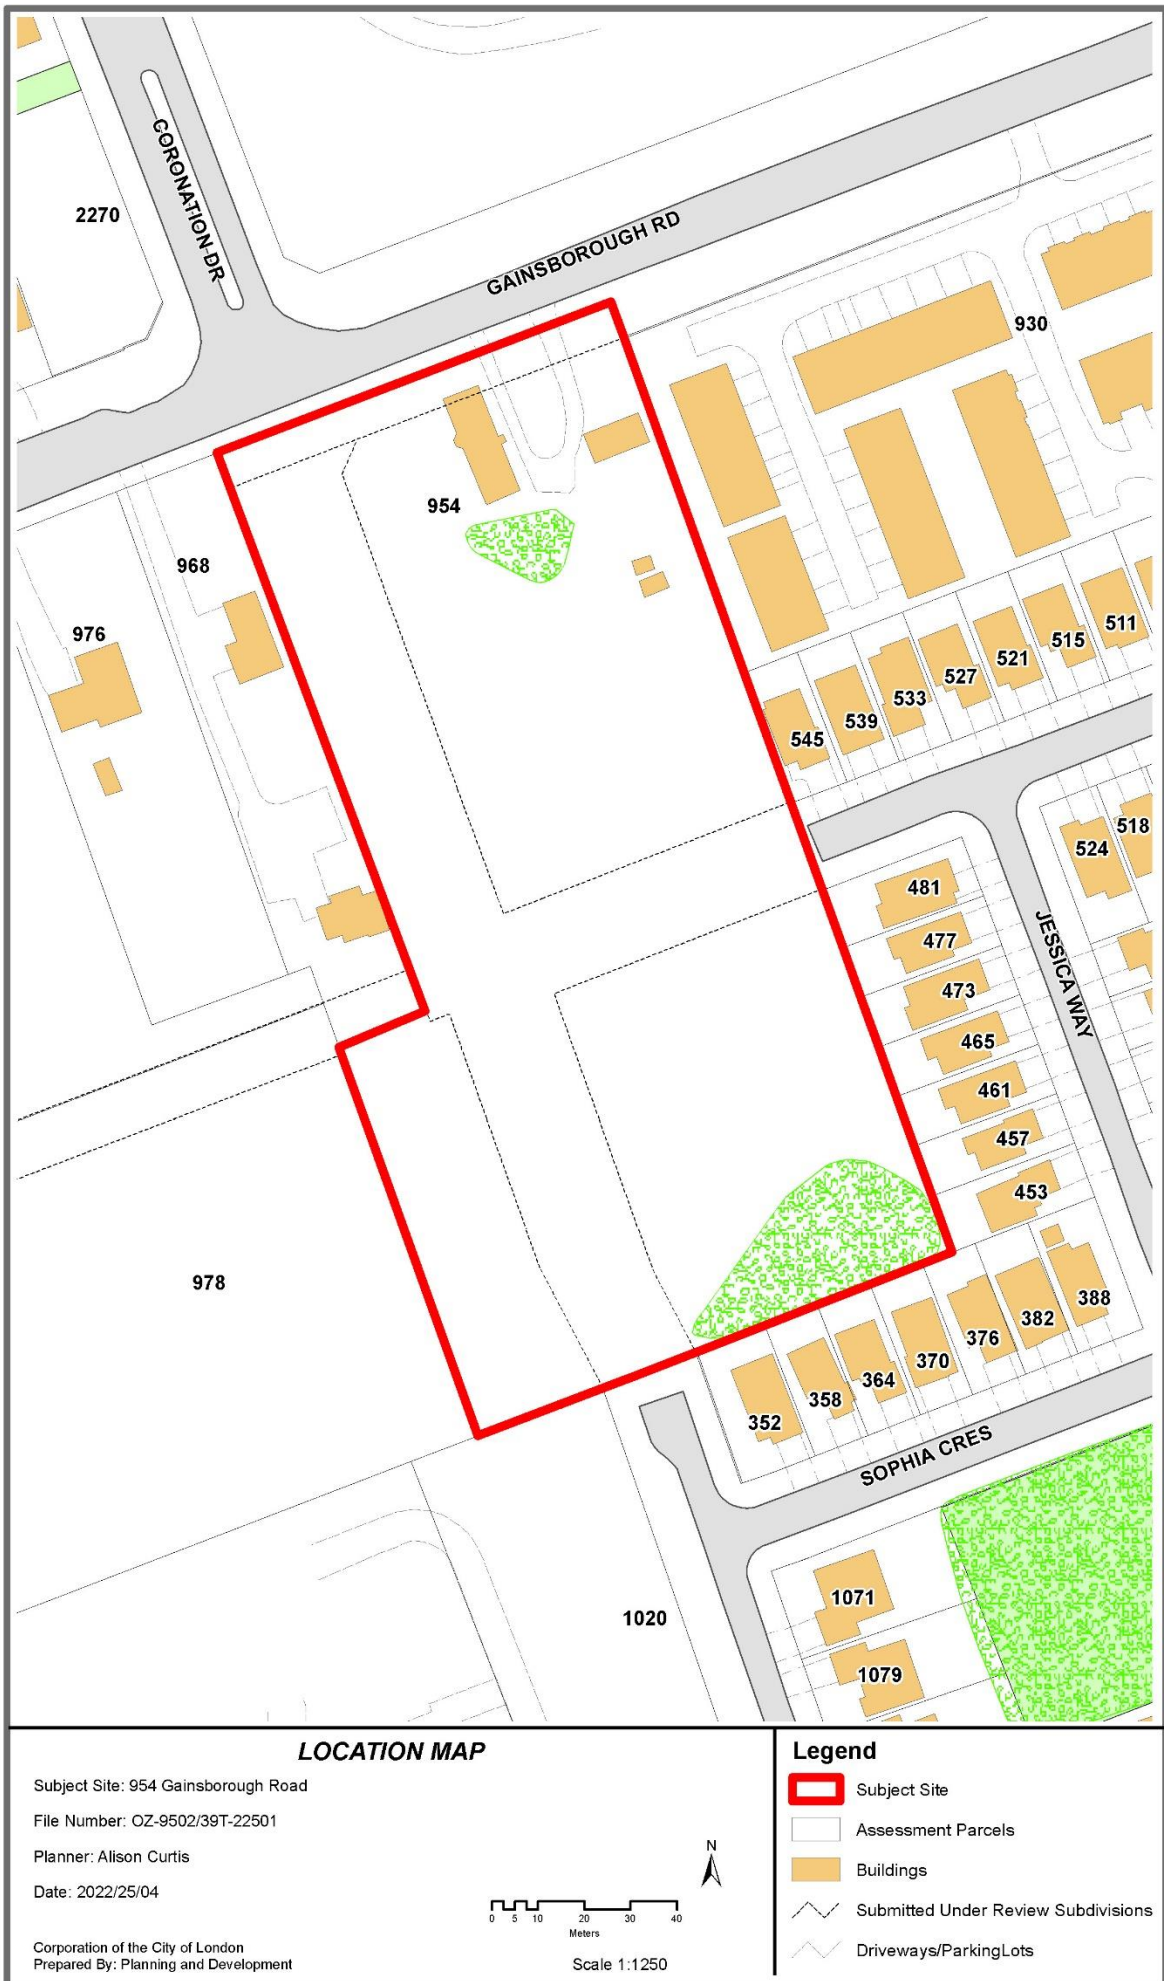 CORONATION DR
2270
GAINSBOROUGH RD
930
954
968
976
511
515
521
527
533
539
545
518
524
481
477
473
465
461
457
453
JESSICA WAY
978
388
382
376
370
364
358
352
SOPHIA CRES
1071
1020
1079
LOCATION MAP
Subject Site: 954 Gainsborough Road
File Number: OZ-9502/39T-22501
Planner: Alison Curtis
Date: 2022/25/04
Corporation of the City of London
Prepared By: Planning and Development
N
0 5 10 20 30 40
Meters
Scale 1:1250
Legend
Subject Site
Assessment Parcels
Buildings
Submitted Under Review Subdivisions
Driveways/ParkingLots